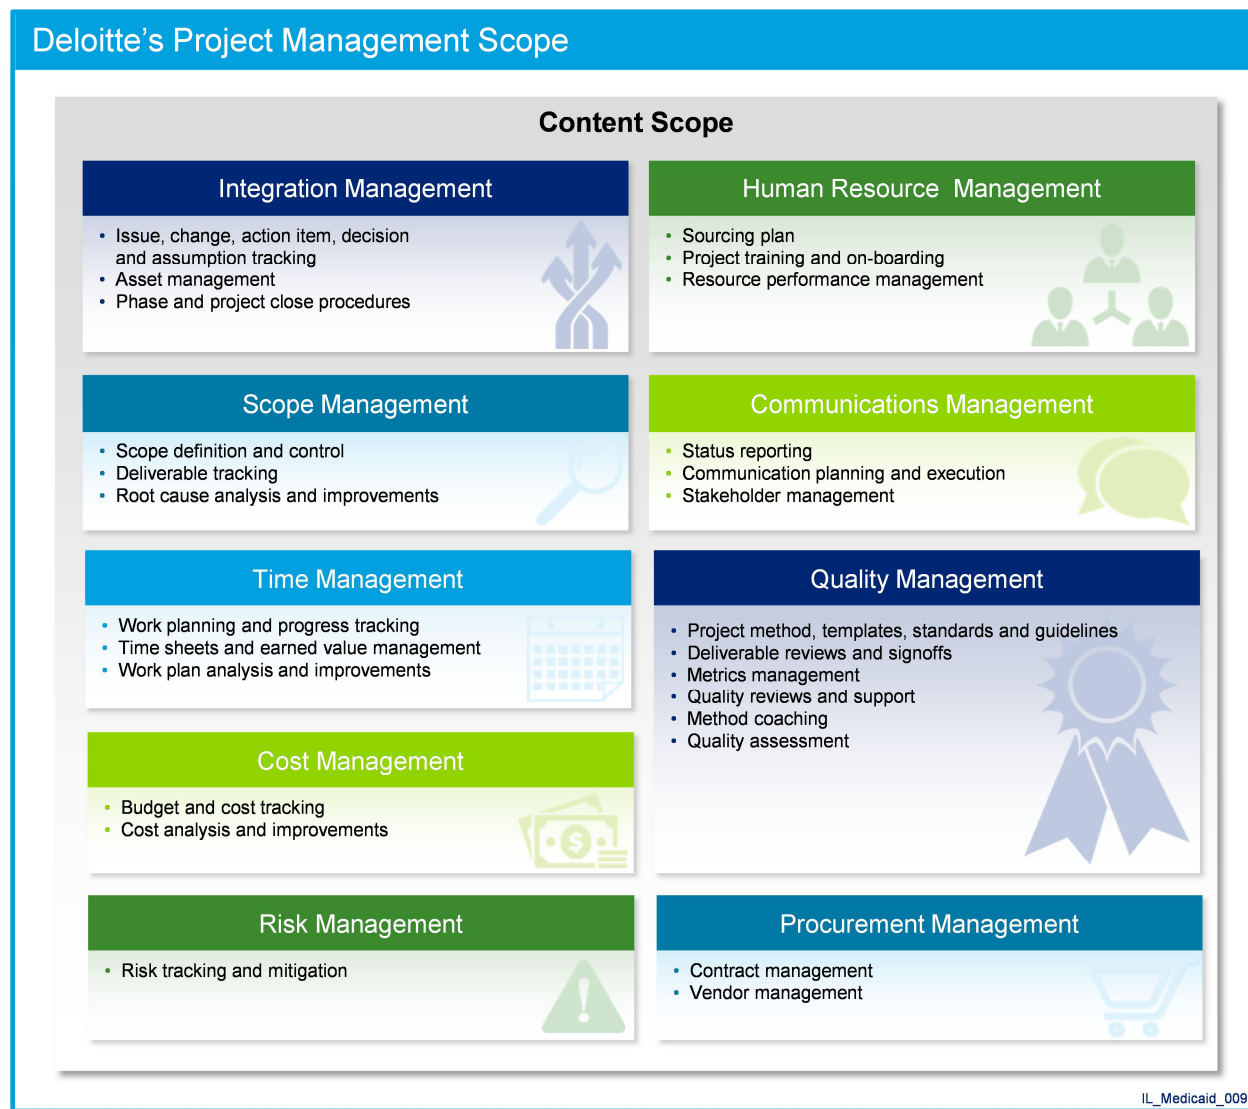 Deloitte's Project Management Scope
Content Scope
Integration Management
• Issue, change, action item, decision
and assumption tracking
• Asset management
• Phase and project close procedures
Human Resource  Management
• Sourcing plan
• Project training and on-boarding
• Resource performance management
Scope Management
• Scope definition and control
• Deliverable tracking
• Root cause analysis and improvements
Communications Management
• Status reporting
• Communication planning and execution
• Stakeholder management
Time Management
• Work planning and progress tracking
• Time sheets and earned value management
• Work plan analysis and improvements
Quality Management
• Project method, templates, standards and guidelines
• Deliverable reviews and signoffs
• Metrics management
• Quality reviews and support
• Method coaching
• Quality assessment
Cost Management
• Budget and cost tracking
• Cost analysis and improvements
$
Risk Management
• Risk tracking and mitigation
!
Procurement Management
• Contract management
• Vendor management
IL_Medicaid_009